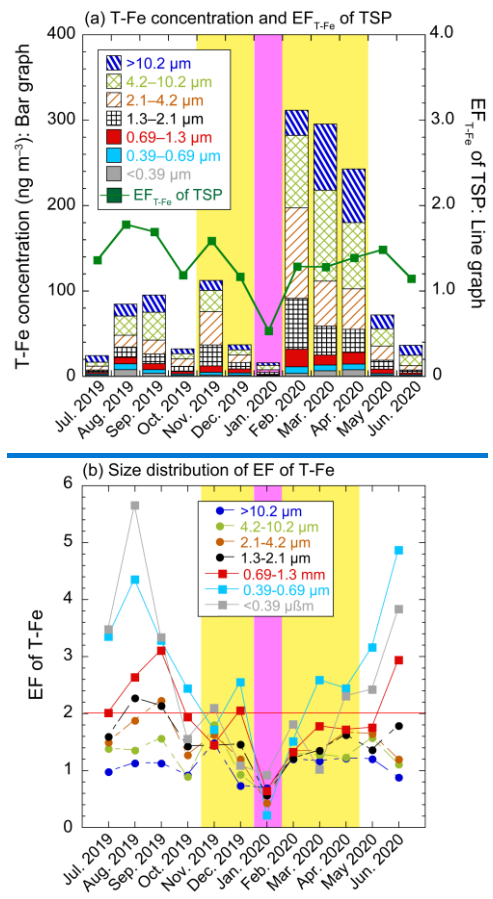 (a) T-Fe concentration and EF T-Fe of TSP
400
300
200
100
0
T-Fe concentration (ng m⁻³): Bar graph
>10.2 µm
4.2–10.2 µm
2.1–4.2 µm
1.3–2.1 µm
0.69–1.3 µm
0.39–0.69 µm
<0.39 µm
EF T-Fe of TSP
4.0
3.0
2.0
1.0
0
EF T-Fe of TSP: Line graph
Jul. 2019
Aug. 2019
Sep. 2019
Oct. 2019
Nov. 2019
Dec. 2019
Jan. 2020
Feb. 2020
Mar. 2020
Apr. 2020
May 2020
Jun. 2020
(b) Size distribution of EF of T-Fe
6
5
4
3
2
1
0
EF of T-Fe
>10.2 µm
4.2-10.2 µm
2.1-4.2 µm
1.3-2.1 µm
0.69-1.3 mm
0.39-0.69 µm
<0.39 µßm
Jul. 2019
Aug. 2019
Sep. 2019
Oct. 2019
Nov. 2019
Dec. 2019
Jan. 2020
Feb. 2020
Mar. 2020
Apr. 2020
May 2020
Jun. 2020